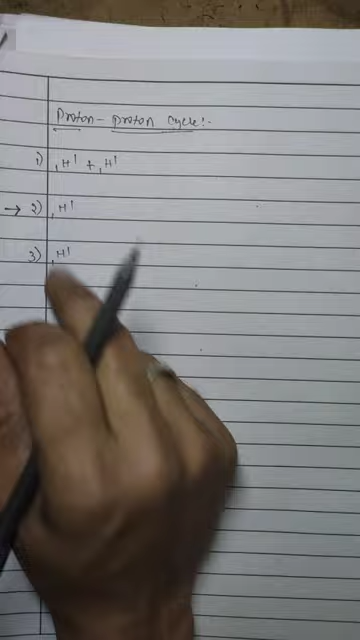 Proton - Proton Cycle :-
1) ₁H¹ + ₁H¹
→ 2) ₁H¹
3) ₁H¹